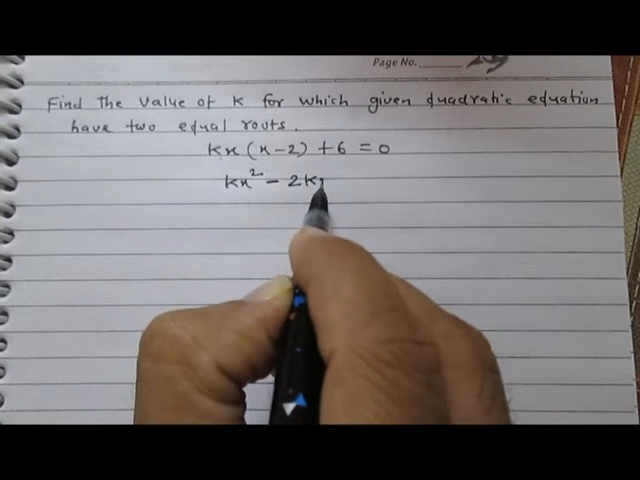 Page No.
Find the value of K for which given quadratic equation
have two equal roots.
Kx (x-2) +6 = 0
Kx² - 2K